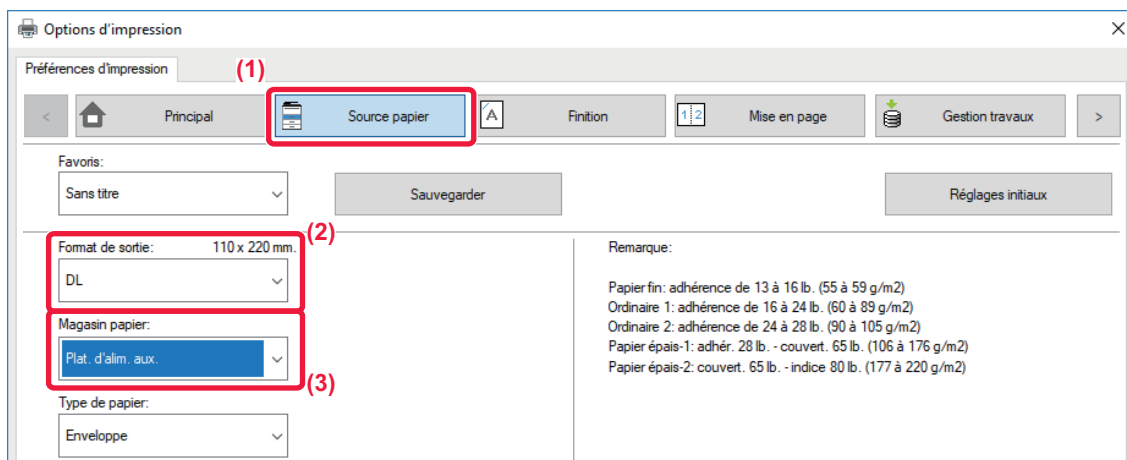 Options d'impression
Préférences d'impression
(1)
< Principal Source papier A Finition 1 2 Mise en page Gestion travaux >
Favoris:
Sans titre Sauvegarder Réglages initiaux
(2)
Format de sortie: 110 x 220 mm.
DL
Magasin papier:
Plat. d'alim. aux.
(3)
Type de papier:
Enveloppe
Remarque:
Papier fin: adhérence de 13 à 16 lb. (55 à 59 g/m2)
Ordinaire 1: adhérence de 16 à 24 lb. (60 à 89 g/m2)
Ordinaire 2: adhérence de 24 à 28 lb. (90 à 105 g/m2)
Papier épais-1: adhér. 28 lb. - couvert. 65 lb. (106 à 176 g/m2)
Papier épais-2: couvert. 65 lb. - indice 80 lb. (177 à 220 g/m2)